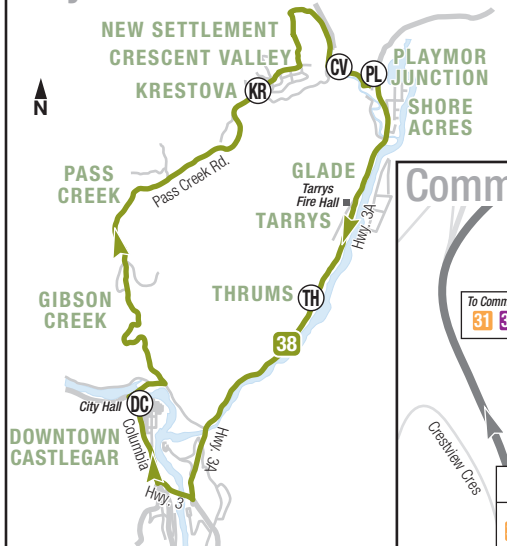 NEW SETTLEMENT
CRESCENT VALLEY
KRESTOVA
KR
CV
PL
PLAYMOR
JUNCTION
SHORE
ACRES
N
PASS
CREEK
Pass Creek Rd.
GLADE
Tarrys
Fire Hall
TARRYS
Hwy. 3A
GIBSON
CREEK
THRUMS
TH
38
City Hall
DC
DOWNTOWN
CASTLEGAR
Columbia
Hwy. 3A
Hwy. 3
Comm
To Comm
31 3
Crestview Cres